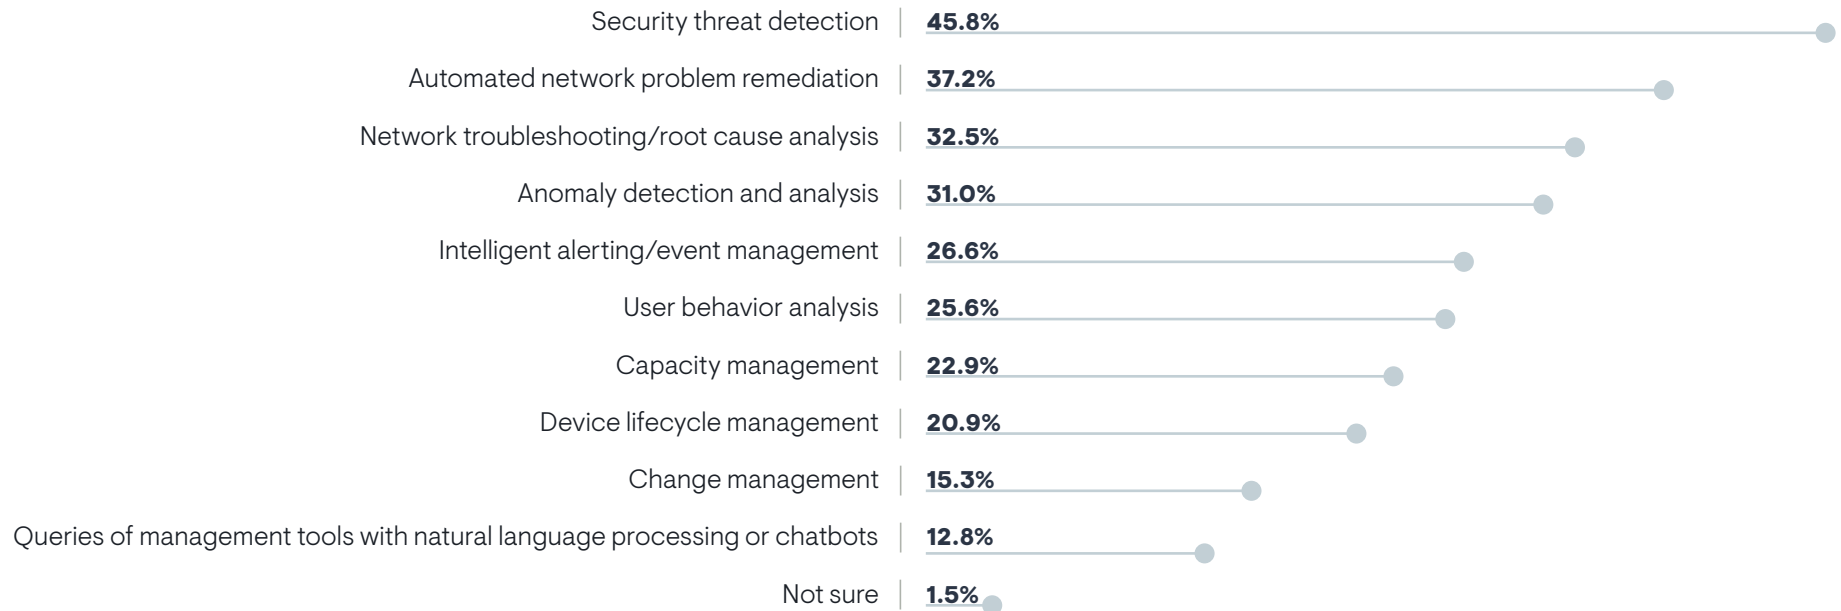 Security threat detection 45.8%
Automated network problem remediation 37.2%
Network troubleshooting/root cause analysis 32.5%
Anomaly detection and analysis 31.0%
Intelligent alerting/event management 26.6%
User behavior analysis 25.6%
Capacity management 22.9%
Device lifecycle management 20.9%
Change management 15.3%
Queries of management tools with natural language processing or chatbots 12.8%
Not sure 1.5%